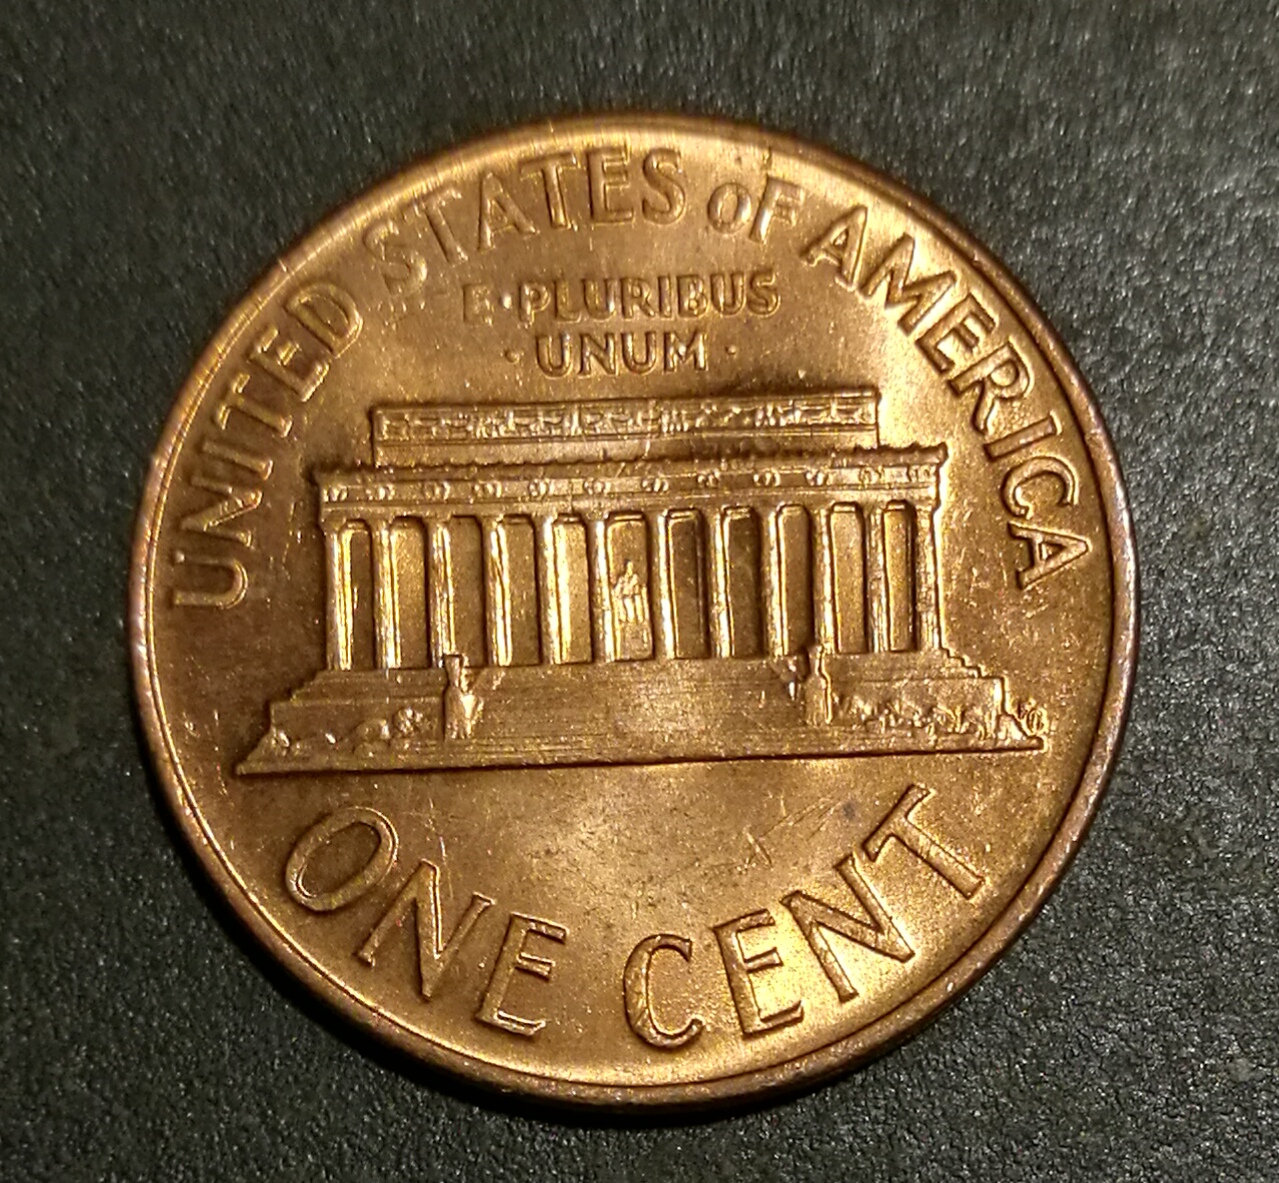 UNITED STATES OF AMERICA
E·PLURIBUS
·UNUM·
ONE CENT